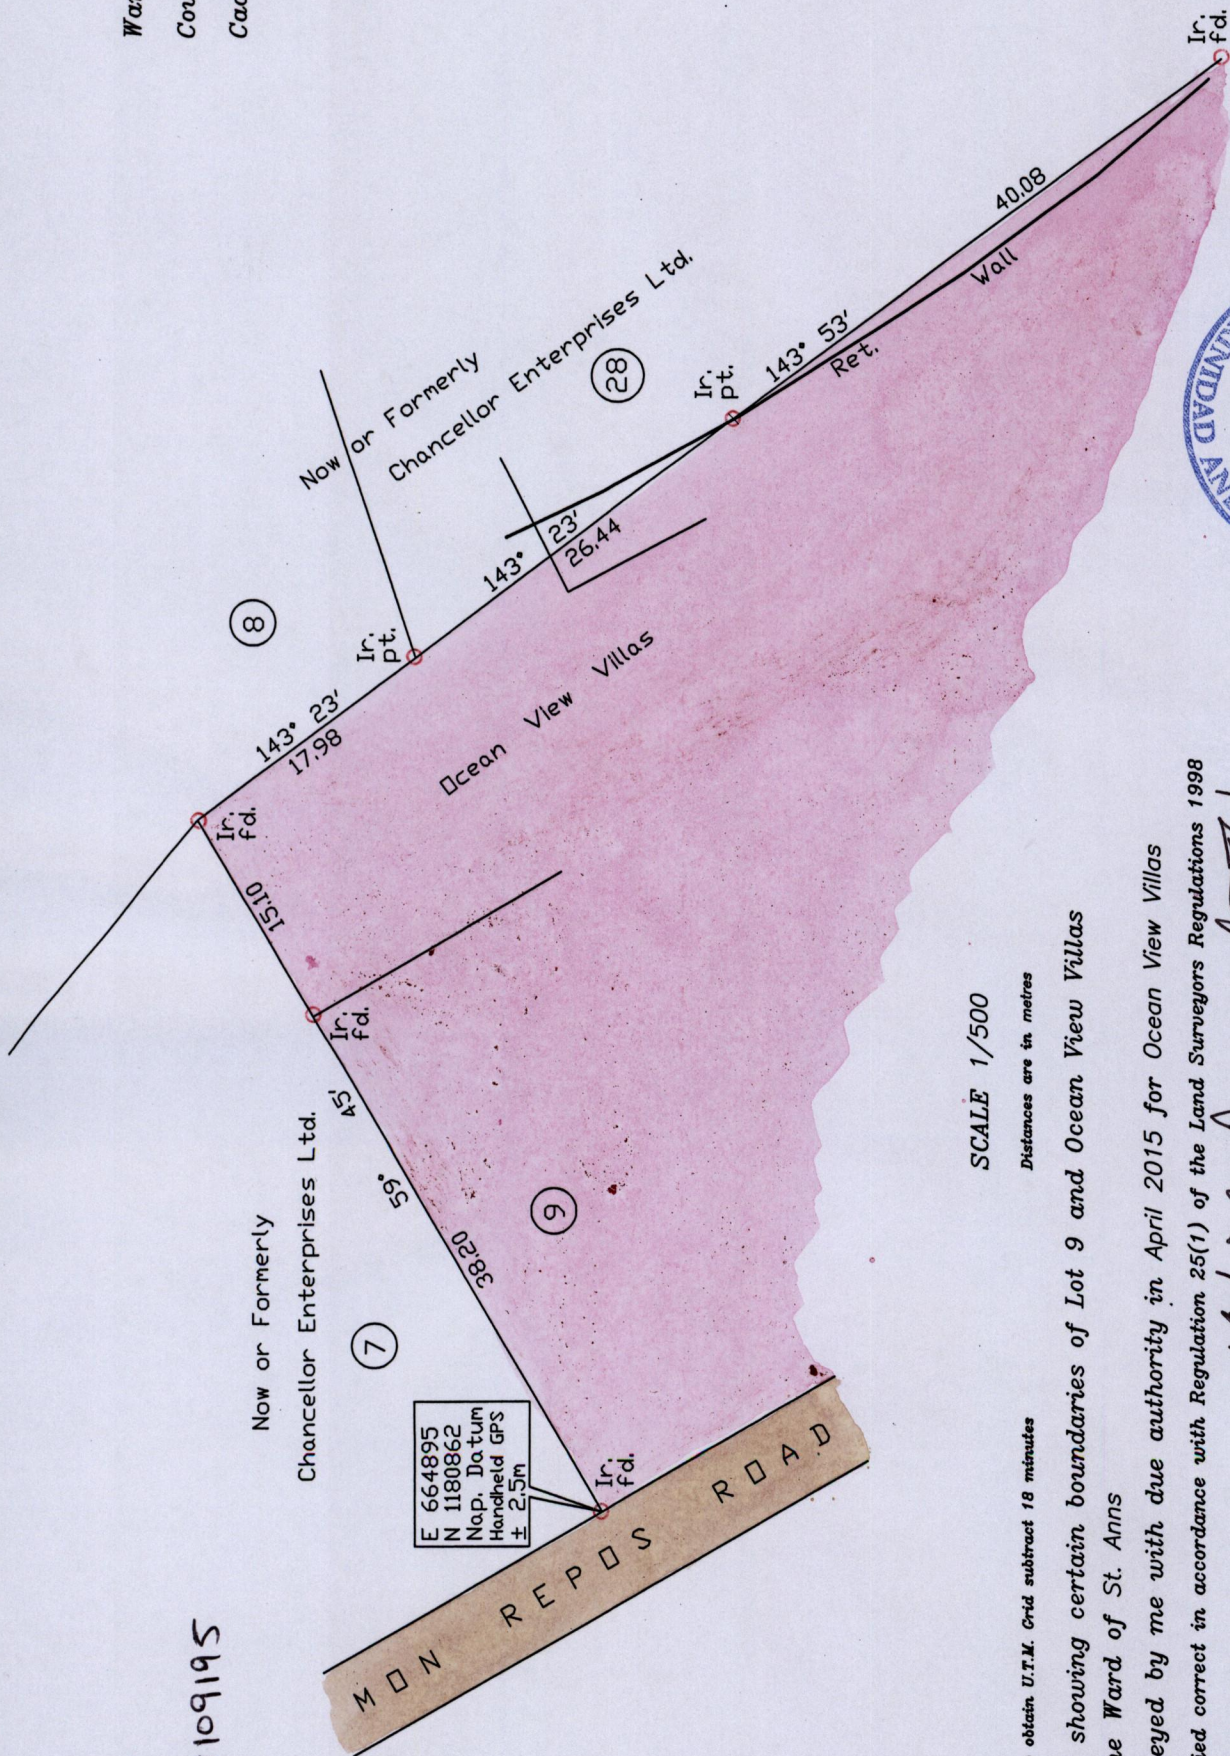 109195
Now or Formerly
Chancellor Enterprises Ltd.
7
8
Now or Formerly
Chancellor Enterprises Ltd.
28
E 664895
N 1180862
Nap. Datum
Handheld GPS
± 2.5m
Ir. fd.
38.20
59° 45'
Ir. fd.
15.10
Ir. fd.
143° 23'
17.98
Ir. pt.
143° 23'
26.44
Ir. pt.
143° 53'
40.08
Ir. fd.
Ret. Wall
Ocean View Villas
9
MON REPOS ROAD
SCALE 1/500
obtain U.T.M. Grid subtract 18 minutes
Distances are in metres
showing certain boundaries of Lot 9 and Ocean View Villas
Ward of St. Anns
by me with due authority in April 2015 for Ocean View Villas
correct in accordance with Regulation 25(1) of the Land Surveyors Regulations 1998